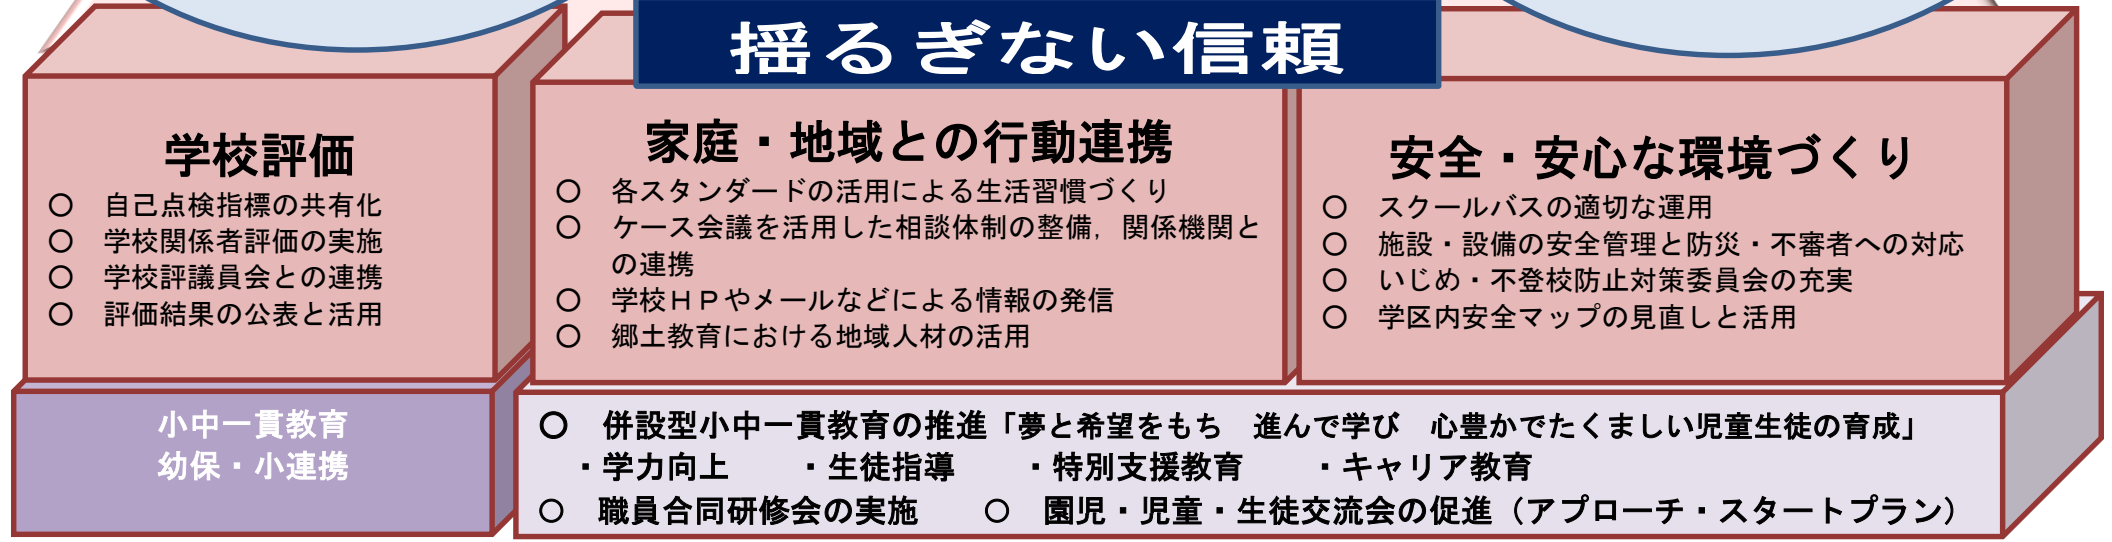 揺るぎない信頼
学校評価
○　自己点検指標の共有化
○　学校関係者評価の実施
○　学校評議員会との連携
○　評価結果の公表と活用
家庭・地域との行動連携
○　各スタンダードの活用による生活習慣づくり
○　ケース会議を活用した相談体制の整備，関係機関と
の連携
○　学校ＨＰやメールなどによる情報の発信
○　郷土教育における地域人材の活用
安全・安心な環境づくり
○　スクールバスの適切な運用
○　施設・設備の安全管理と防災・不審者への対応
○　いじめ・不登校防止対策委員会の充実
○　学区内安全マップの見直しと活用
小中一貫教育
幼保・小連携
○　併設型小中一貫教育の推進「夢と希望をもち　進んで学び　心豊かでたくましい児童生徒の育成」
・学力向上　　・生徒指導　　・特別支援教育　　・キャリア教育
○　職員合同研修会の実施　　○　園児・児童・生徒交流会の促進（アプローチ・スタートプラン）